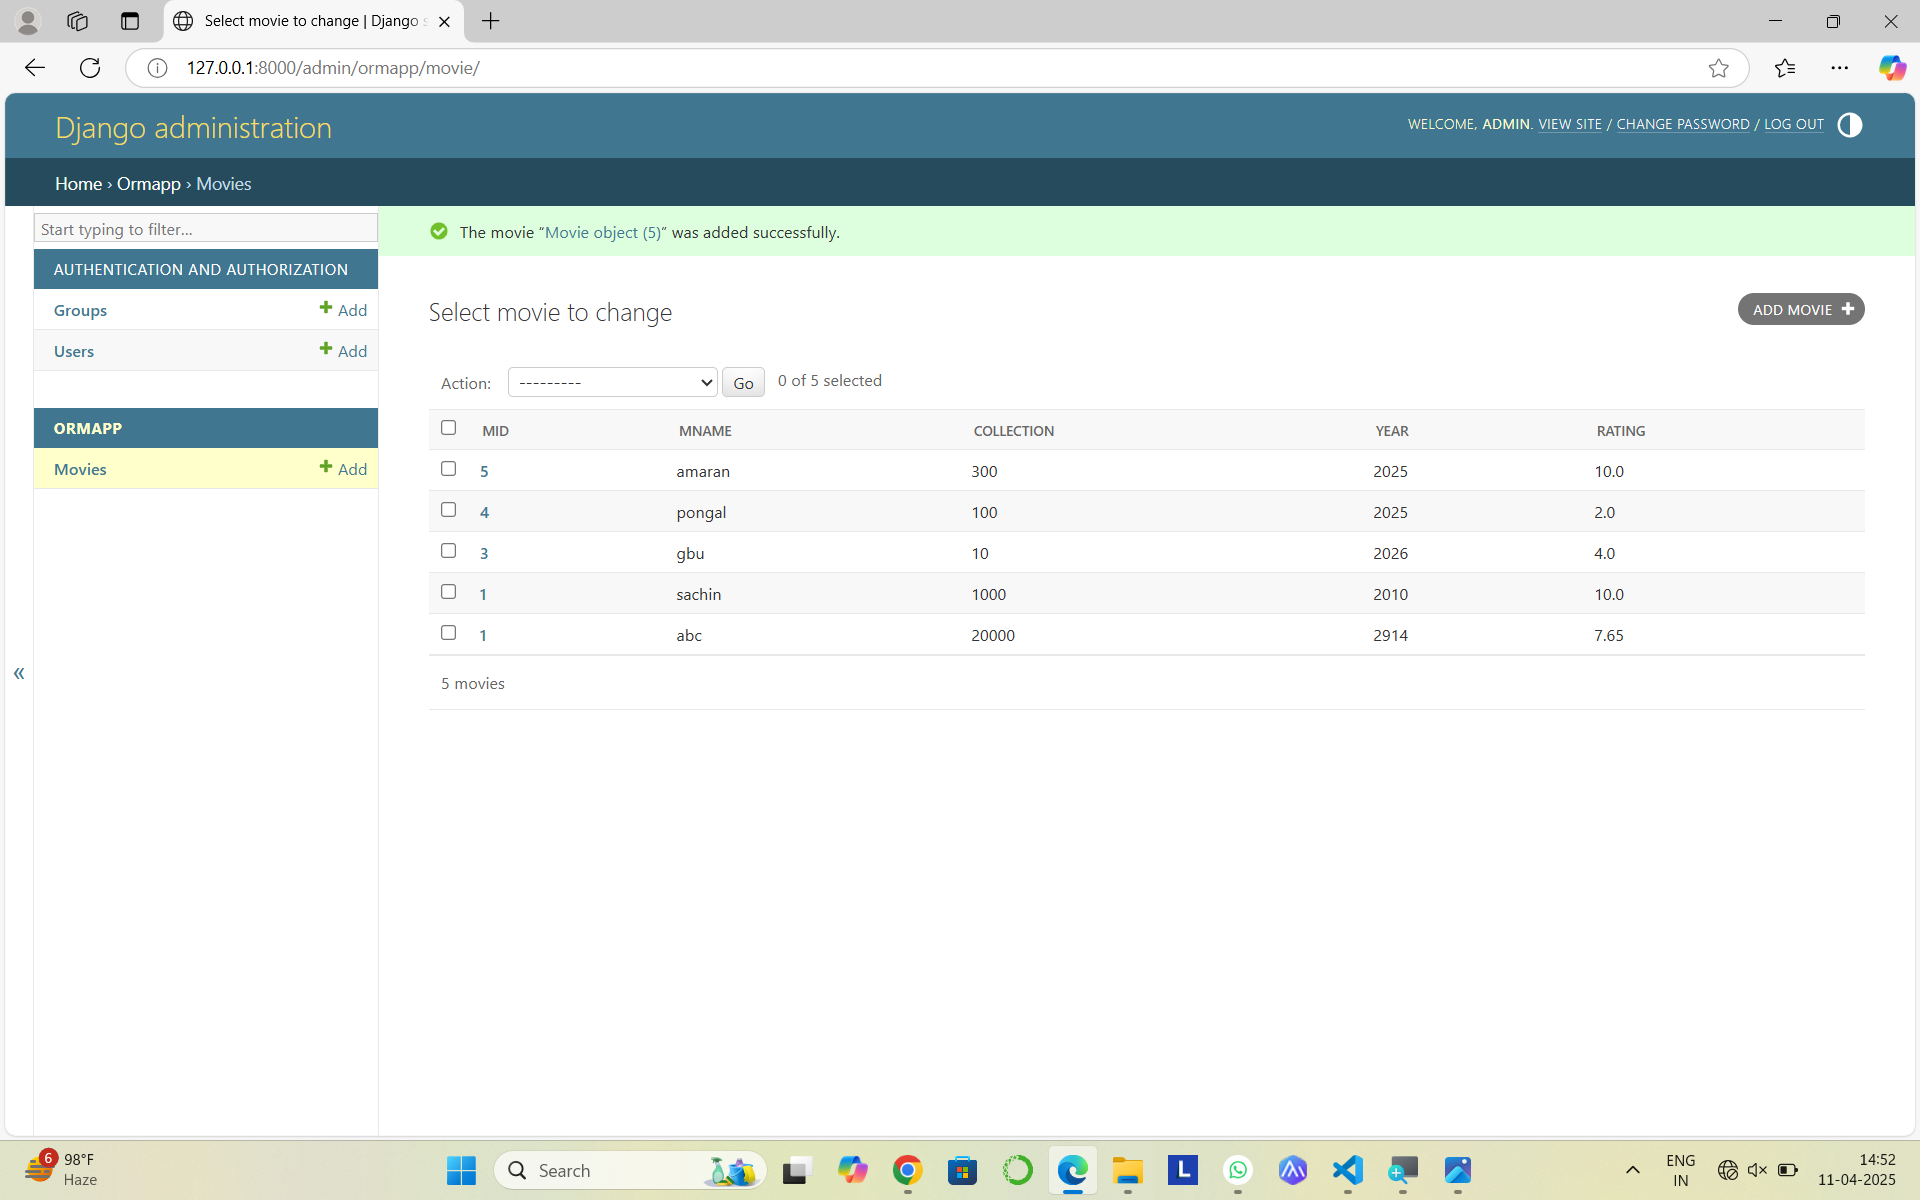 Select movie to change | Django s
127.0.0.1:8000/admin/ormapp/movie/
Django administration
WELCOME, ADMIN. VIEW SITE / CHANGE PASSWORD / LOG OUT
Home › Ormapp › Movies
Start typing to filter...
AUTHENTICATION AND AUTHORIZATION
Groups Add
Users Add
ORMAPP
Movies Add
«
The movie “Movie object (5)” was added successfully.
Select movie to change
ADD MOVIE
Action: --------- Go 0 of 5 selected
MID MNAME COLLECTION YEAR RATING
5 amaran 300 2025 10.0
4 pongal 100 2025 2.0
3 gbu 10 2026 4.0
1 sachin 1000 2010 10.0
1 abc 20000 2914 7.65
5 movies
6
98°F
Haze
Search
L
ENG
IN
14:52
11-04-2025